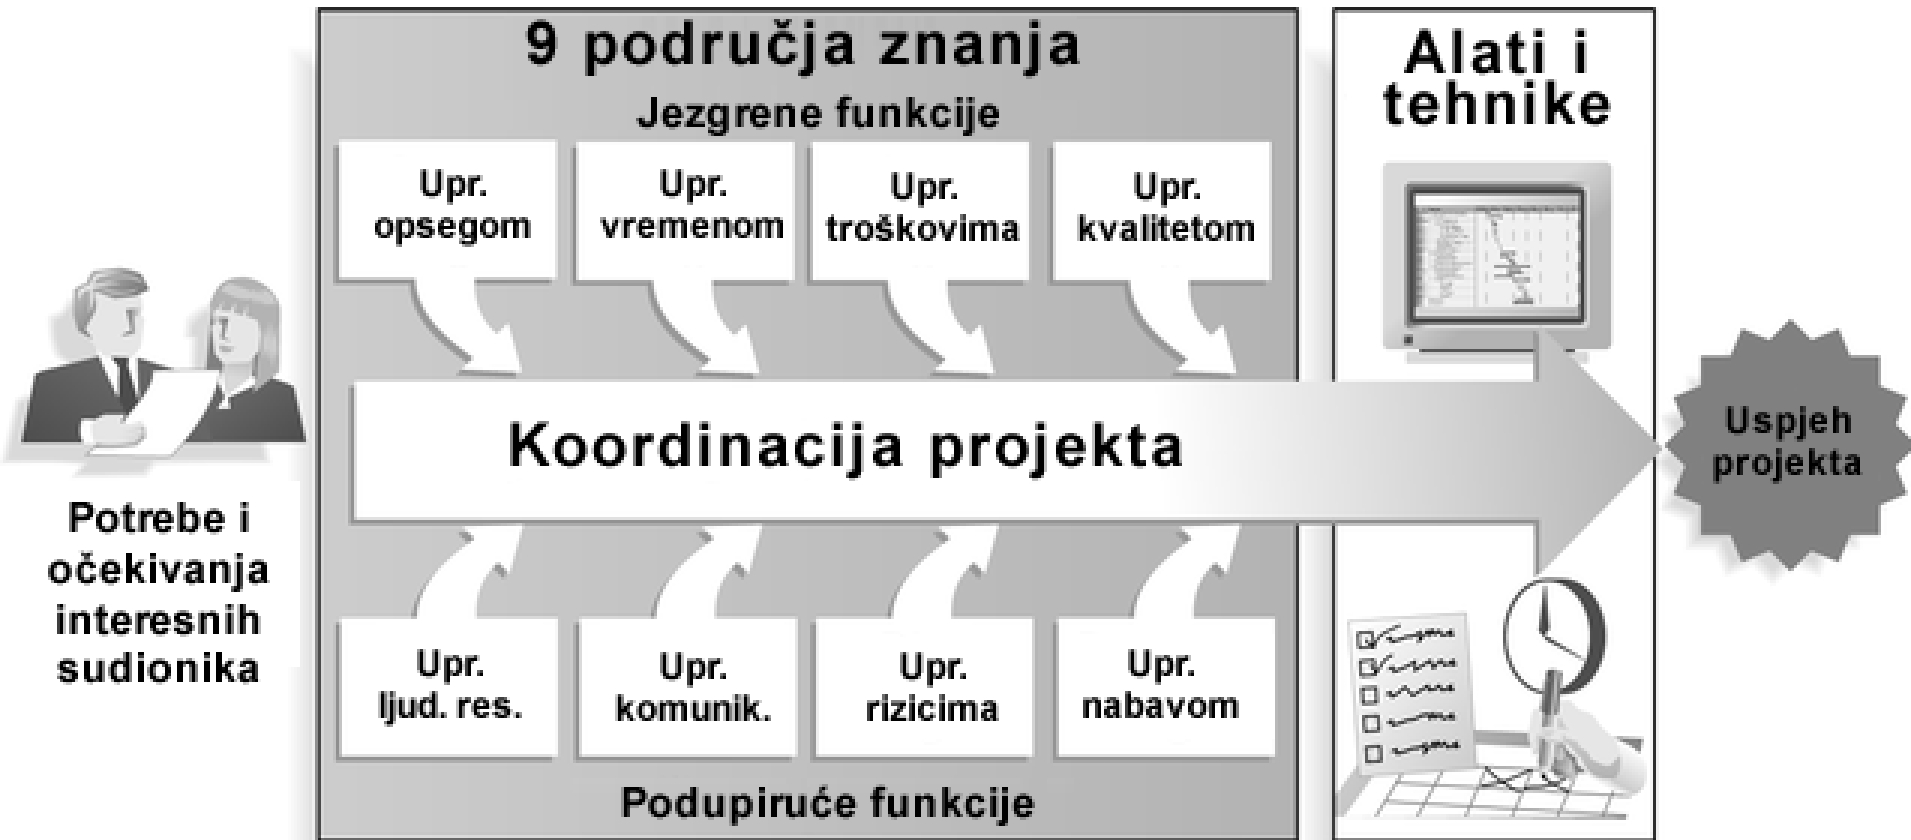 9 područja znanja
Jezgrene funkcije
Upr.
opsegom
Upr.
vremenom
Upr.
troškovima
Upr.
kvalitetom
Alati i
tehnike
Koordinacija projekta
Uspjeh
projekta
Potrebe i
očekivanja
interesnih
sudionika
Upr.
ljud. res.
Upr.
komunik.
Upr.
rizicima
Upr.
nabavom
Podupiruće funkcije